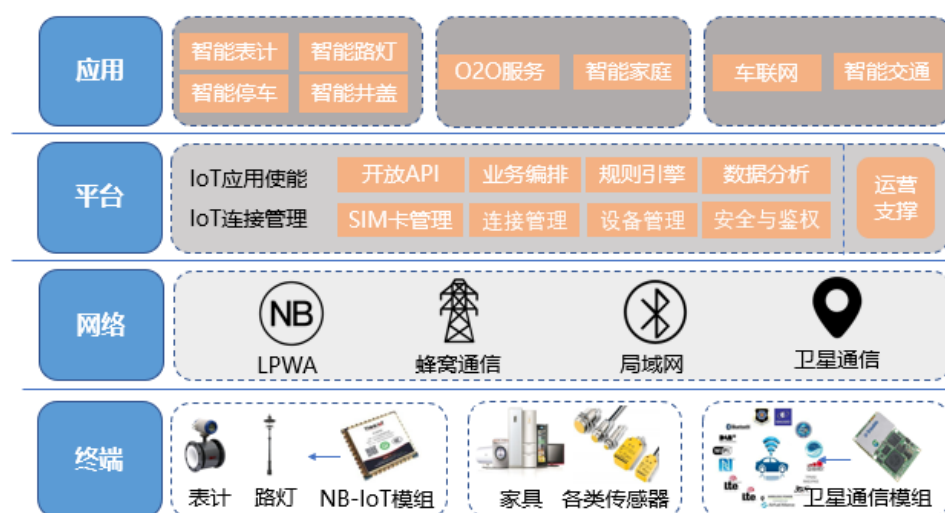 应用
智能表计
智能路灯
智能停车
智能井盖
O2O服务
智能家庭
车联网
智能交通
平台
IoT应用使能
开放API
业务编排
规则引擎
数据分析
IoT连接管理
SIM卡管理
连接管理
设备管理
安全与鉴权
运营
支撑
网络
NB
LPWA
蜂窝通信
局域网
卫星通信
终端
表计
路灯
NB-IoT模组
家具
各类传感器
Bluetooth
lte
lte
卫星通信模组